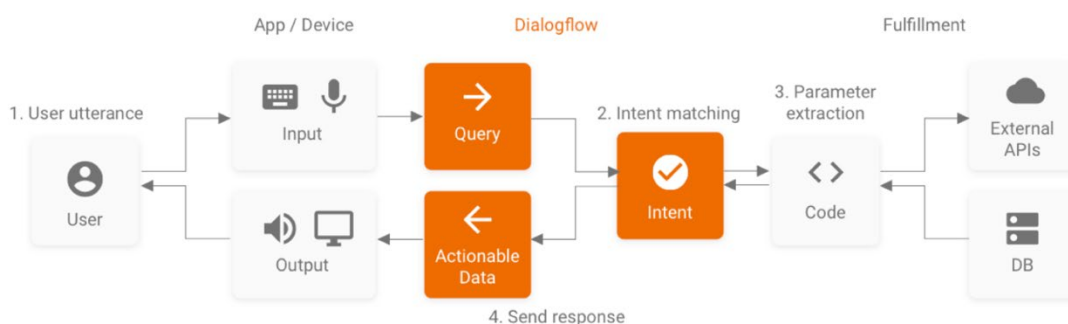 App / Device
Dialogflow
Fulfillment
1. User utterance
Input
Query
2. Intent matching
3. Parameter
extraction
External
APIs
User
Intent
Code
Output
Actionable
Data
DB
4. Send response